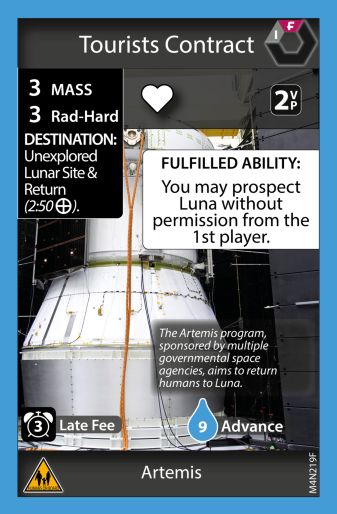 Tourists Contract
I F
3 MASS
3 Rad-Hard
DESTINATION:
Unexplored
Lunar Site &
Return
(2:50⊕).
2 VP
FULFILLED ABILITY:
You may prospect
Luna without
permission from the
1st player.
The Artemis program,
sponsored by multiple
governmental space
agencies, aims to return
humans to Luna.
3 Late Fee
9 Advance
Artemis
M4N219F